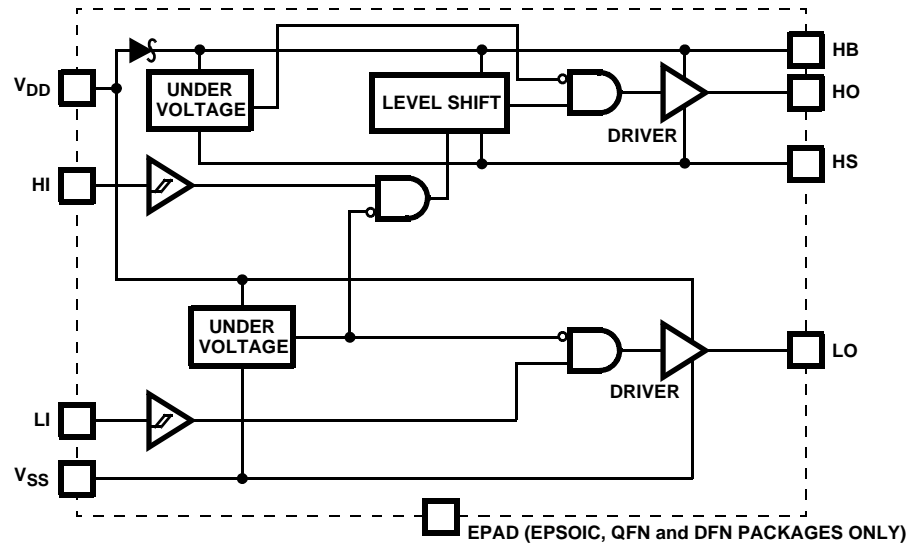 HB
VDD
UNDER
VOLTAGE
LEVEL SHIFT
HO
DRIVER
HS
HI
UNDER
VOLTAGE
LO
DRIVER
LI
VSS
EPAD (EPSOIC, QFN and DFN PACKAGES ONLY)